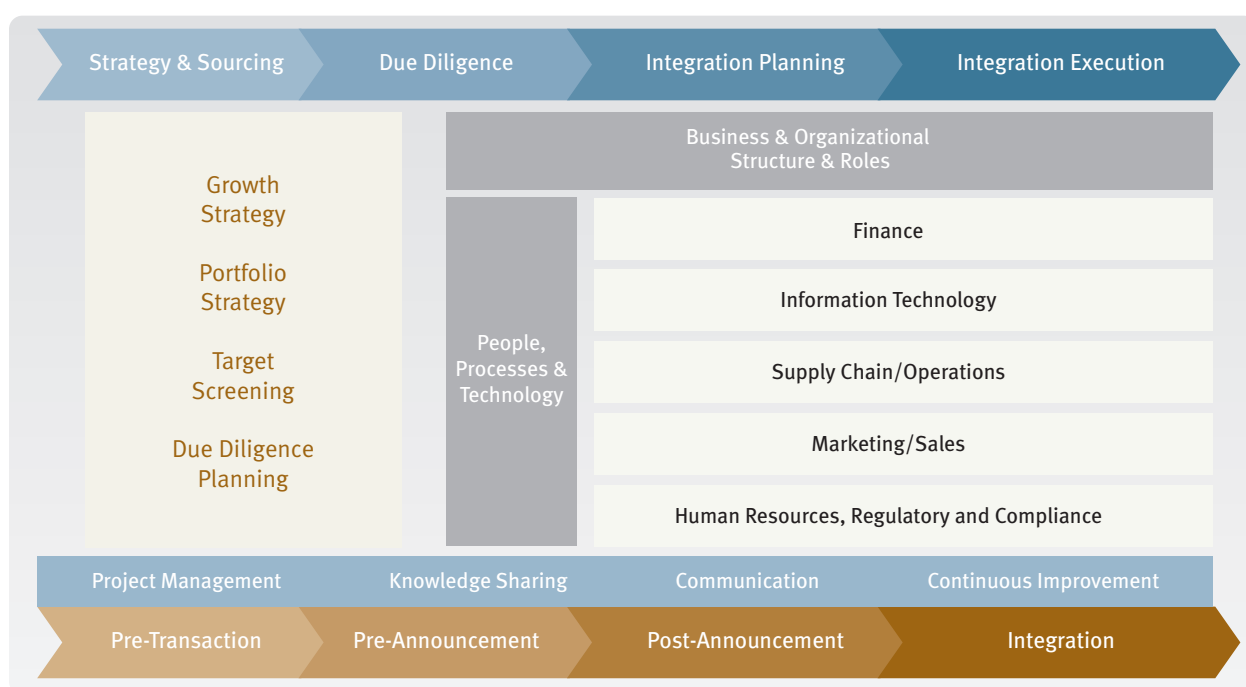 Strategy & Sourcing
Due Diligence
Integration Planning
Integration Execution
Growth
Strategy
Portfolio
Strategy
Target
Screening
Due Diligence
Planning
Business & Organizational
Structure & Roles
People,
Processes &
Technology
Finance
Information Technology
Supply Chain/Operations
Marketing/Sales
Human Resources, Regulatory and Compliance
Project Management
Knowledge Sharing
Communication
Continuous Improvement
Pre-Transaction
Pre-Announcement
Post-Announcement
Integration